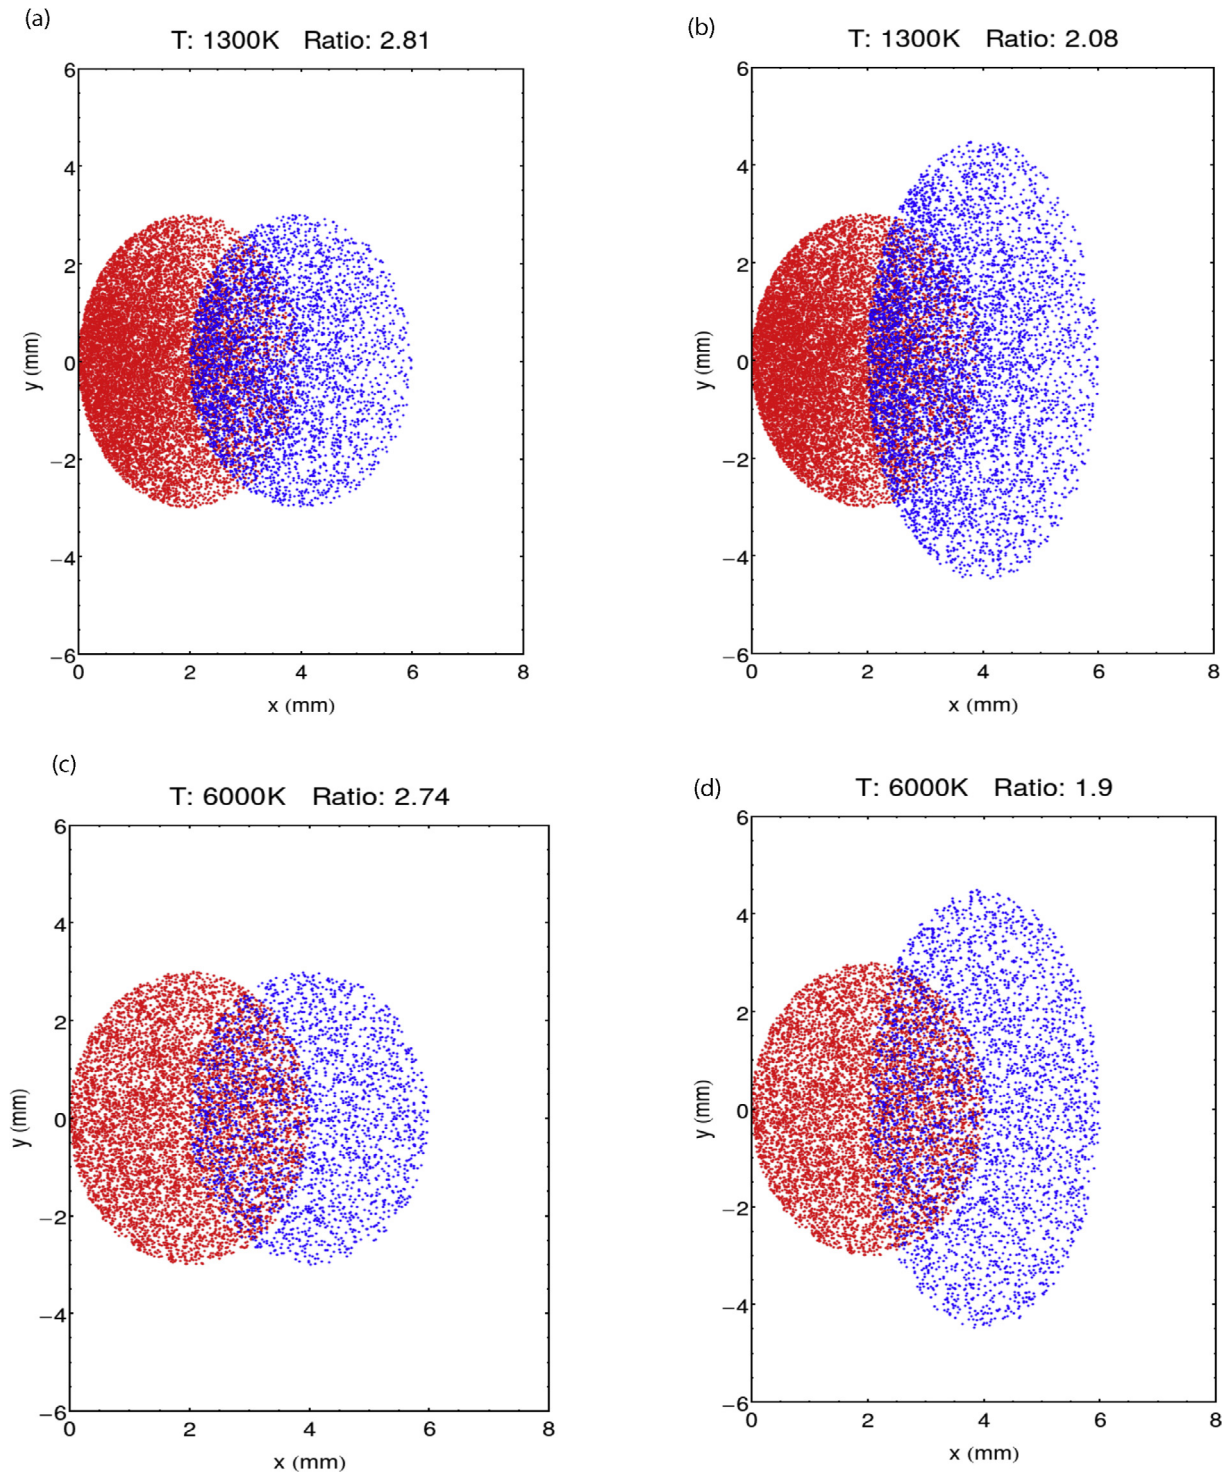 (a)
T: 1300K Ratio: 2.81
6
4
2
0
−2
−4
−6
y (mm)
0 2 4 6 8
x (mm)
(b)
T: 1300K Ratio: 2.08
6
4
2
0
−2
−4
−6
y (mm)
0 2 4 6 8
x (mm)
(c)
T: 6000K Ratio: 2.74
6
4
2
0
−2
−4
−6
y (mm)
0 2 4 6 8
x (mm)
(d)
T: 6000K Ratio: 1.9
6
4
2
0
−2
−4
−6
y (mm)
0 2 4 6 8
x (mm)